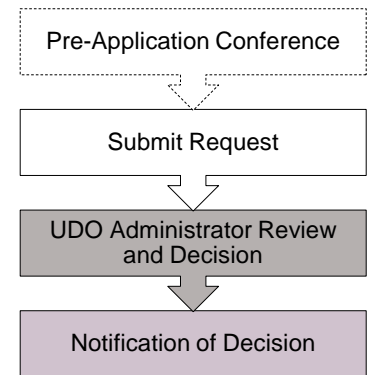 Pre-Application Conference
Submit Request
UDO Administrator Review
and Decision
Notification of Decision